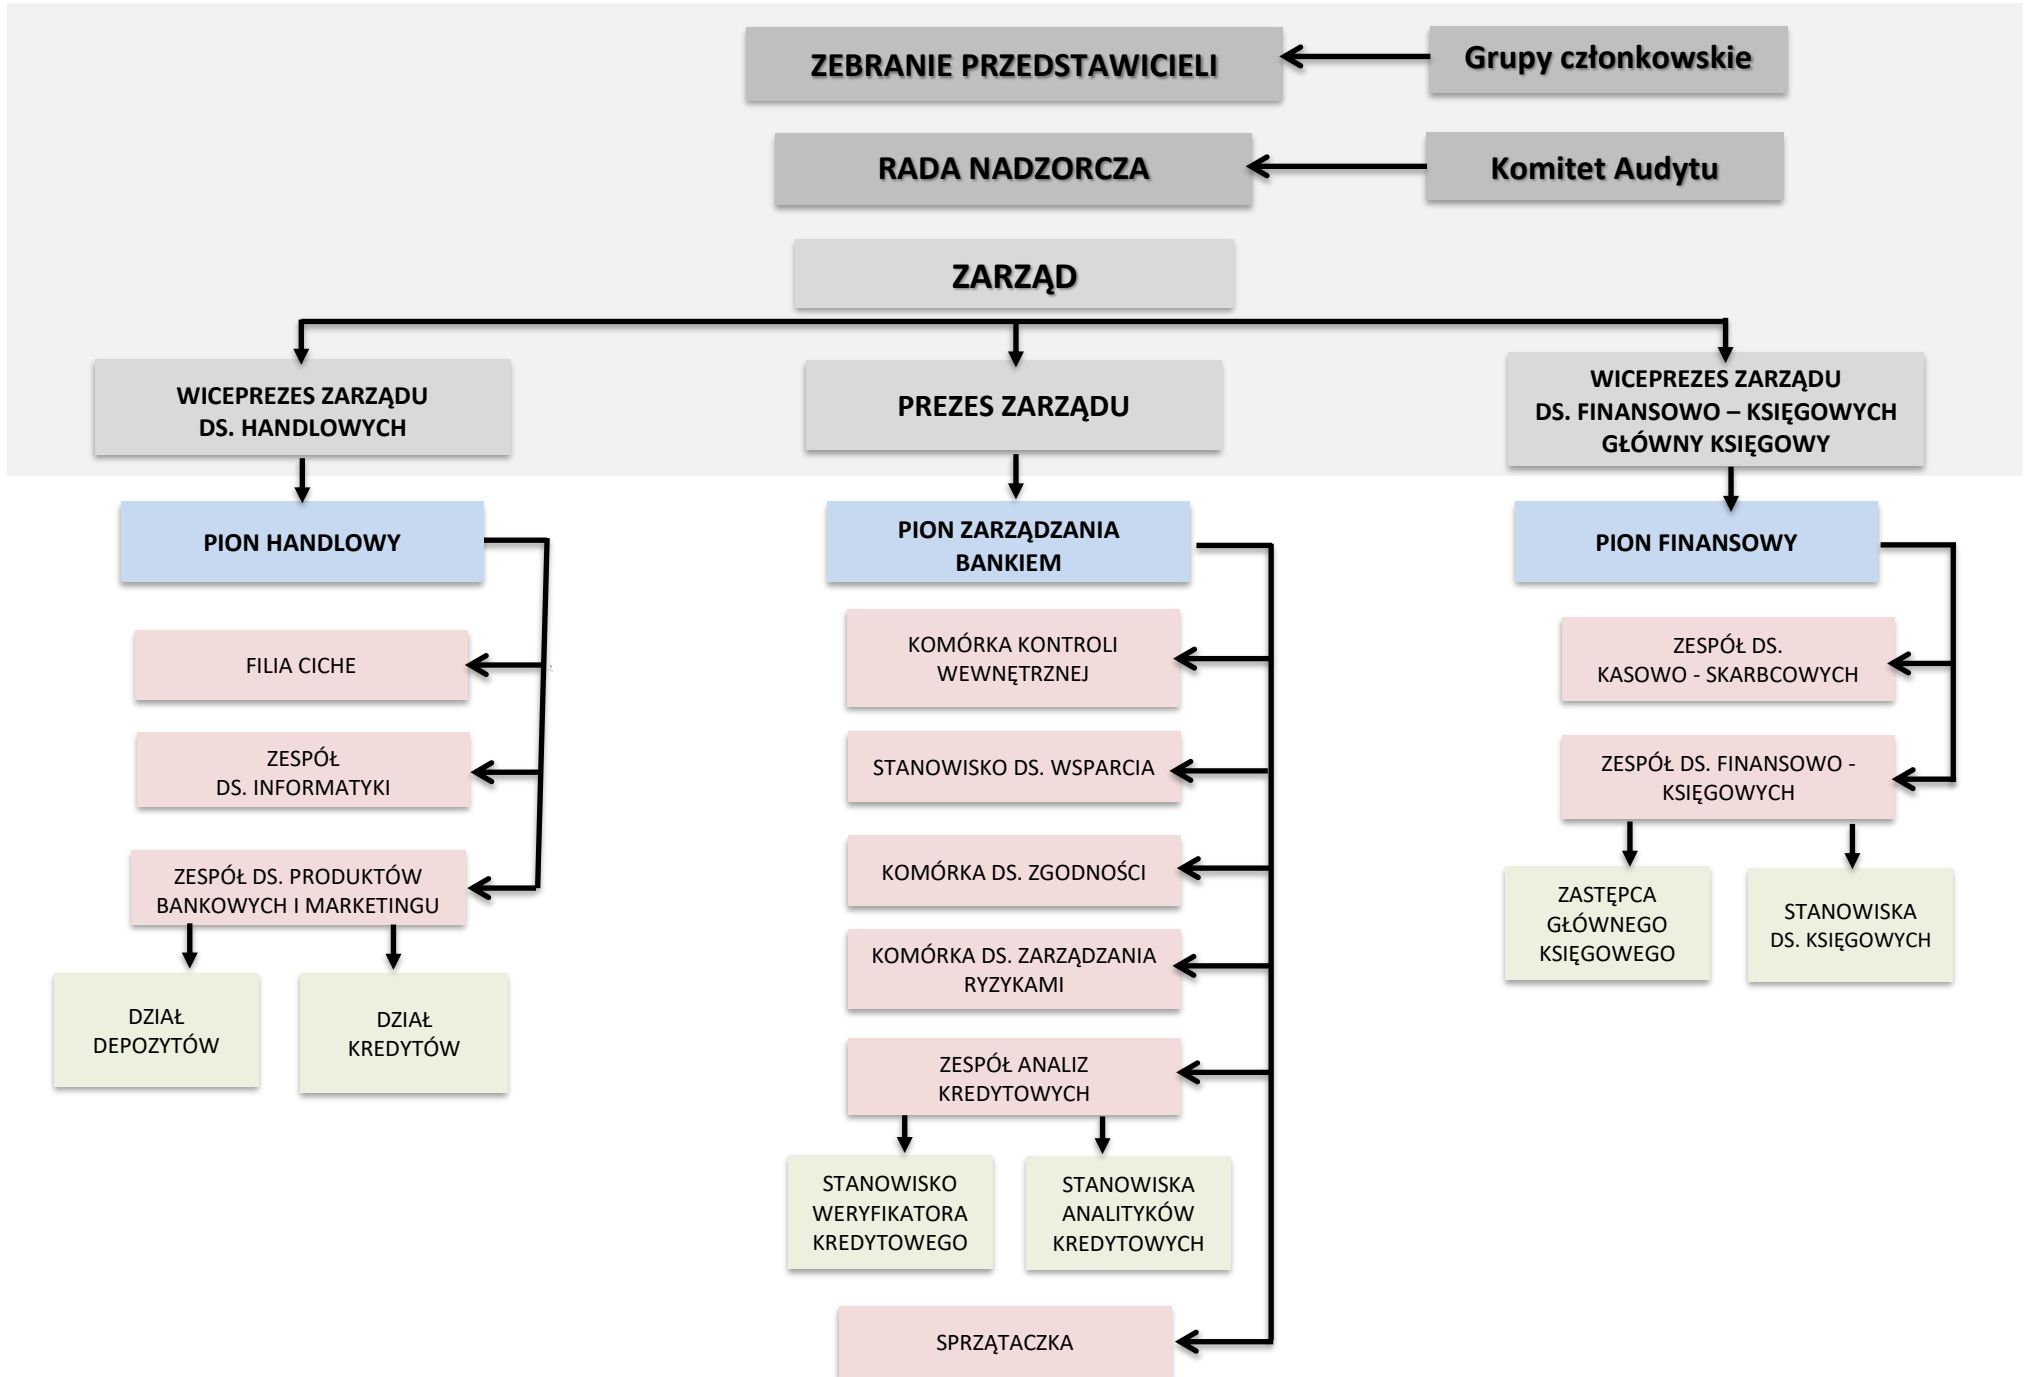 ZEBRANIE PRZEDSTAWICIELI
Grupy członkowskie
RADA NADZORCZA
Komitet Audytu
ZARZĄD
WICEPREZES ZARZĄDU
DS. HANDLOWYCH
PREZES ZARZĄDU
WICEPREZES ZARZĄDU
DS. FINANSOWO – KSIĘGOWYCH
GŁÓWNY KSIĘGOWY
PION HANDLOWY
FILIA CICHE
ZESPÓŁ
DS. INFORMATYKI
ZESPÓŁ DS. PRODUKTÓW
BANKOWYCH I MARKETINGU
DZIAŁ
DEPOZYTÓW
DZIAŁ
KREDYTÓW
PION ZARZĄDZANIA
BANKIEM
KOMÓRKA KONTROLI
WEWNĘTRZNEJ
STANOWISKO DS. WSPARCIA
KOMÓRKA DS. ZGODNOŚCI
KOMÓRKA DS. ZARZĄDZANIA
RYZYKAMI
ZESPÓŁ ANALIZ
KREDYTOWYCH
STANOWISKO
WERYFIKATORA
KREDYTOWEGO
STANOWISKA
ANALITYKÓW
KREDYTOWYCH
SPRZĄTACZKA
PION FINANSOWY
ZESPÓŁ DS.
KASOWO - SKARBCOWYCH
ZESPÓŁ DS. FINANSOWO -
KSIĘGOWYCH
ZASTĘPCA
GŁÓWNEGO
KSIĘGOWEGO
STANOWISKA
DS. KSIĘGOWYCH